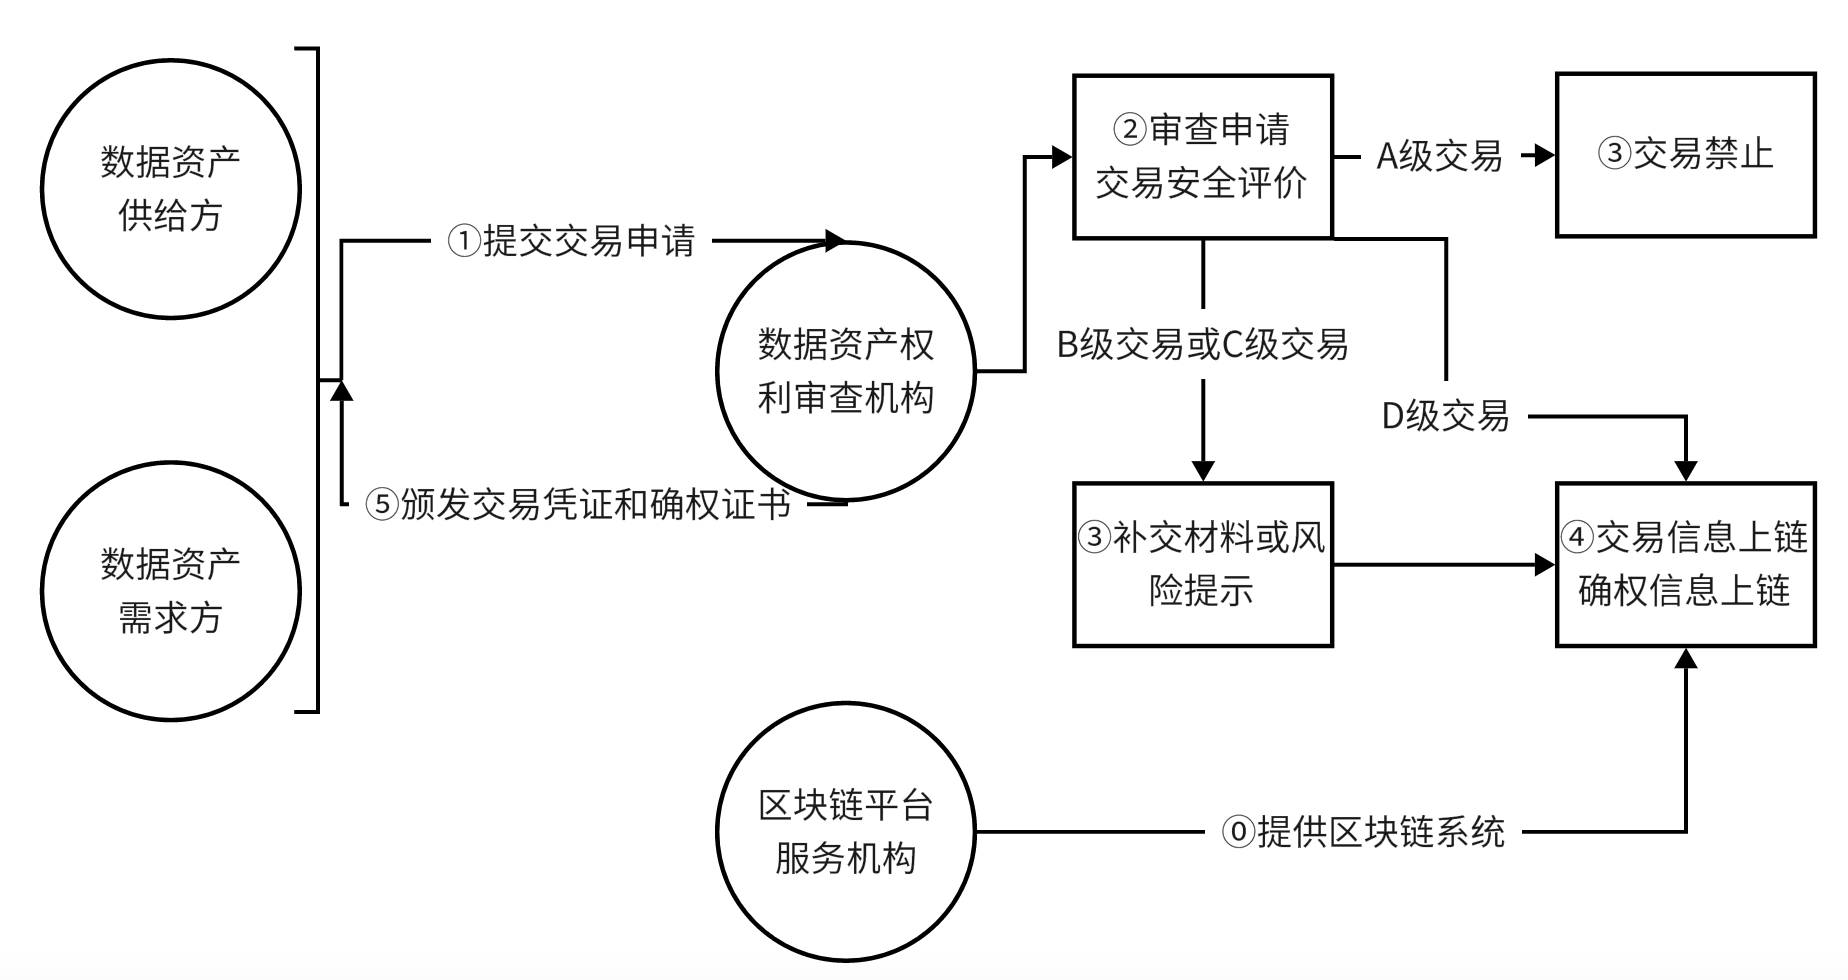 数据资产
供给方
①提交交易申请
数据资产权
利审查机构
②审查申请
交易安全评价
A级交易
③交易禁止
B级交易或C级交易
D级交易
⑤颁发交易凭证和确权证书
数据资产
需求方
③补交材料或风
险提示
④交易信息上链
确权信息上链
区块链平台
服务机构
⓪提供区块链系统